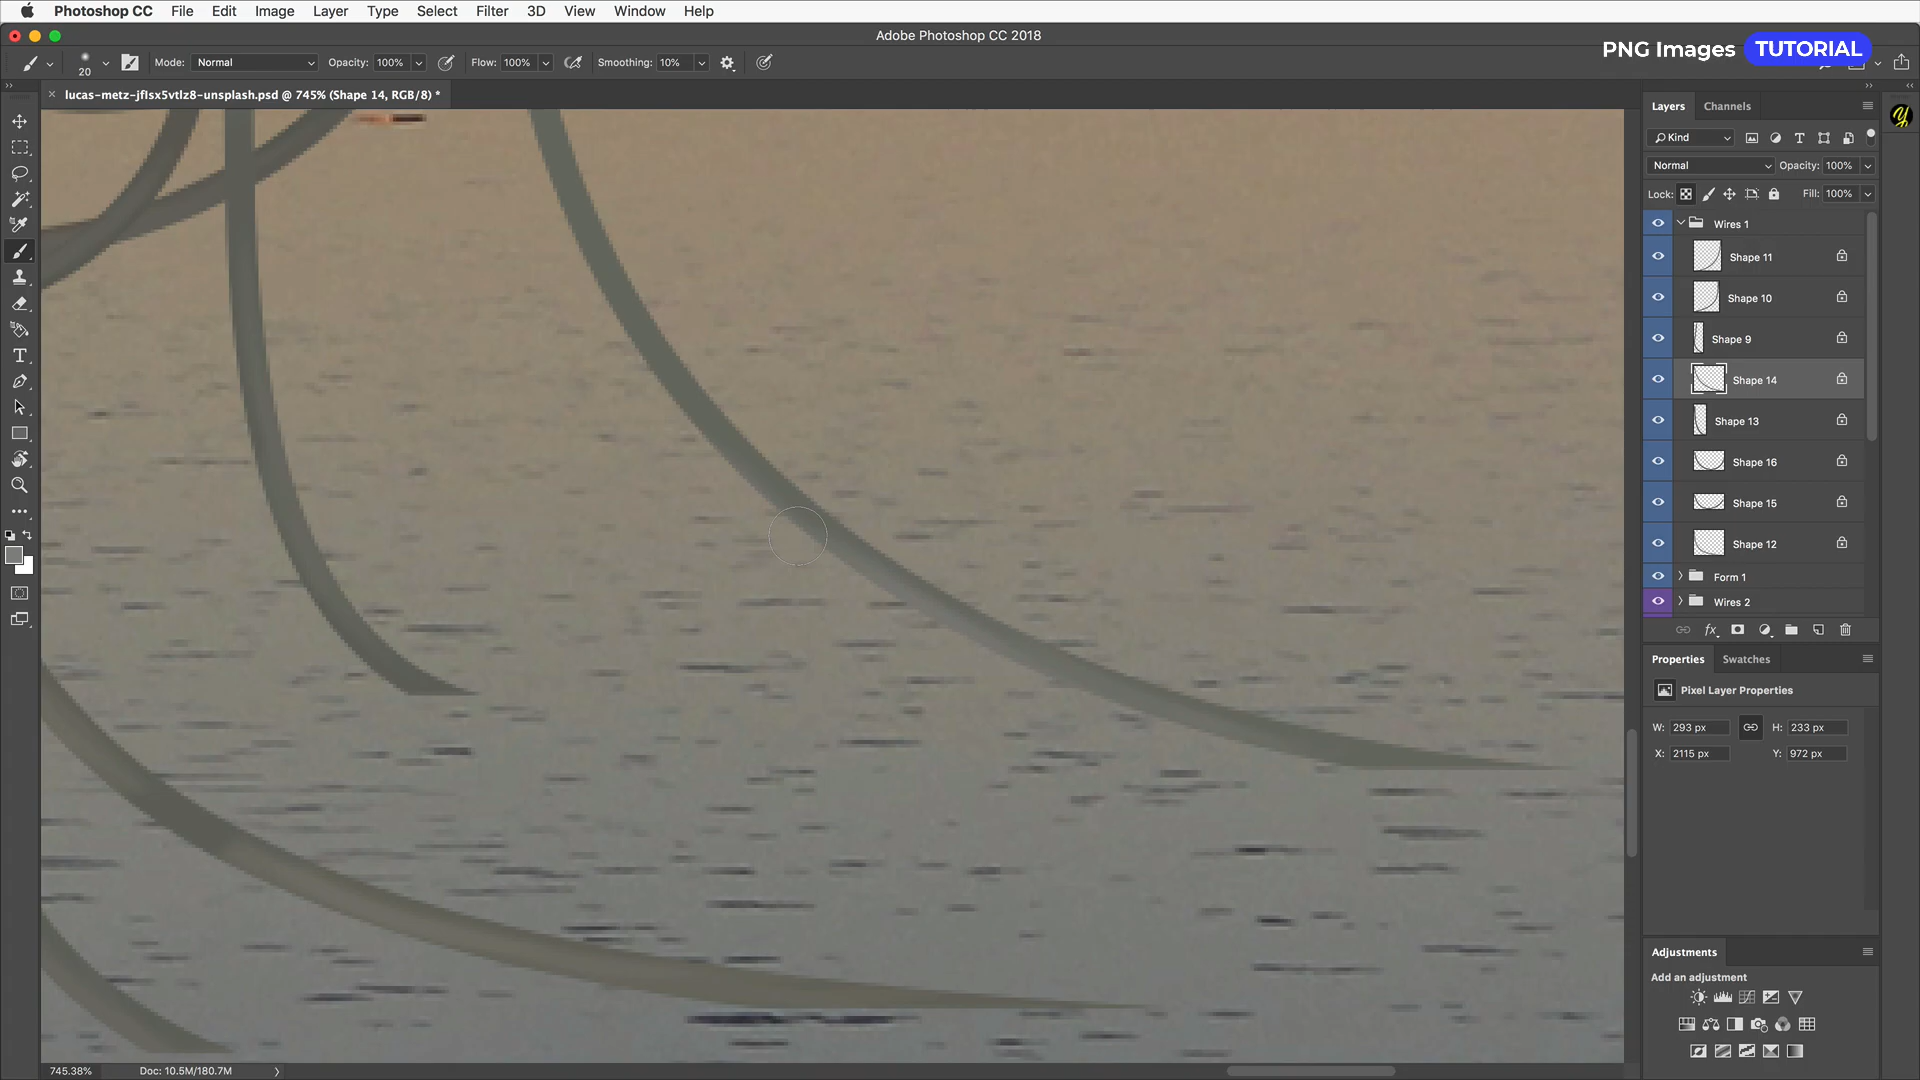 Photoshop CC File Edit Image Layer Type Select Filter 3D View Window Help
Adobe Photoshop CC 2018
PNG Images TUTORIAL
20 Mode: Normal Opacity: 100% Flow: 100% Smoothing: 10%
lucas-metz-jflsx5vtlz8-unsplash.psd @ 745% (Shape 14, RGB/8) *
Layers Channels
Kind
Normal Opacity: 100%
Lock: Fill: 100%
Wires 1
Shape 11
Shape 10
Shape 9
Shape 14
Shape 13
Shape 16
Shape 15
Shape 12
Form 1
Wires 2
fx
Properties Swatches
Pixel Layer Properties
W: 293 px H: 233 px
X: 2115 px Y: 972 px
Adjustments
Add an adjustment
745.38% Doc: 10.5M/180.7M